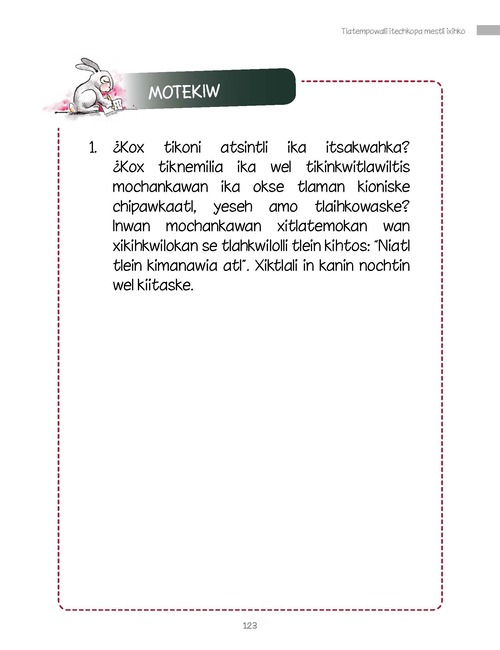 Tlatempowalli itechkopa mestli ixihko
MOTEKIW
1. ¿Kox tikoni atsintli ika itsakwahka?
¿Kox tiknemilia ika wel tikinkwitlawiltis
mochankawan ika okse tlaman kioniske
chipawkaatl, yeseh amo tlaihkowaske?
Inwan mochankawan xitlatemokan wan
xikihkwilokan se tlahkwilolli tlein kihtos: “Niatl
tlein kimanawia atl”. Xiktlali in kanin nochtin
wel kiitaske.
123